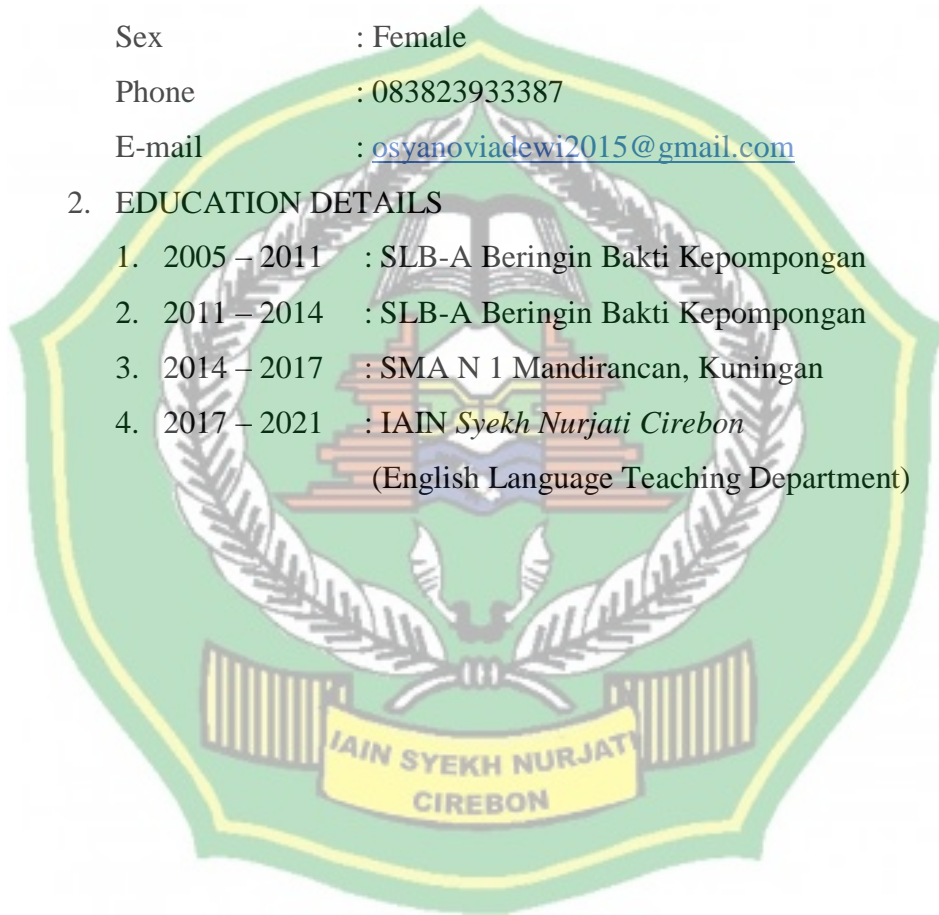 Sex : Female
Phone : 083823933387
E-mail : osyanoviadewi2015@gmail.com
2. EDUCATION DETAILS
1. 2005 – 2011 : SLB-A Beringin Bakti Kepompongan
2. 2011 – 2014 : SLB-A Beringin Bakti Kepompongan
3. 2014 – 2017 : SMA N 1 Mandirancan, Kuningan
4. 2017 – 2021 : IAIN Syekh Nurjati Cirebon
(English Language Teaching Department)
IAIN SYEKH NURJATI
CIREBON